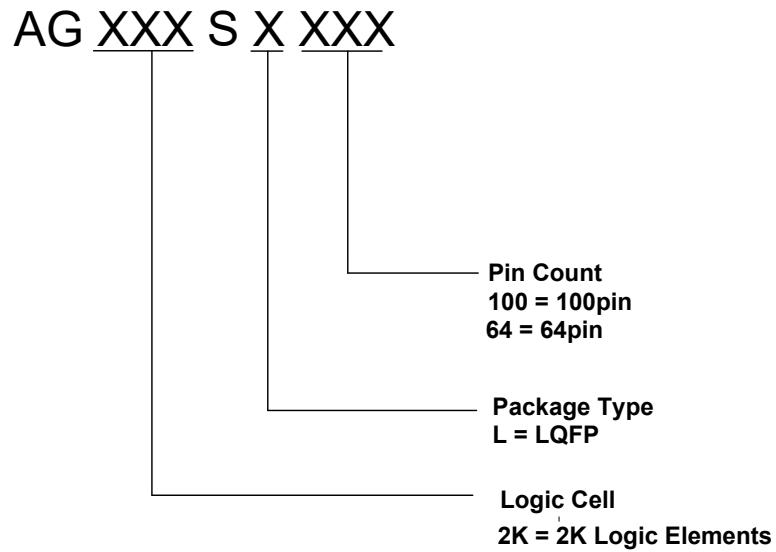 AG XXX S X XXX
Pin Count
100 = 100pin
64 = 64pin
Package Type
L = LQFP
Logic Cell
2K = 2K Logic Elements